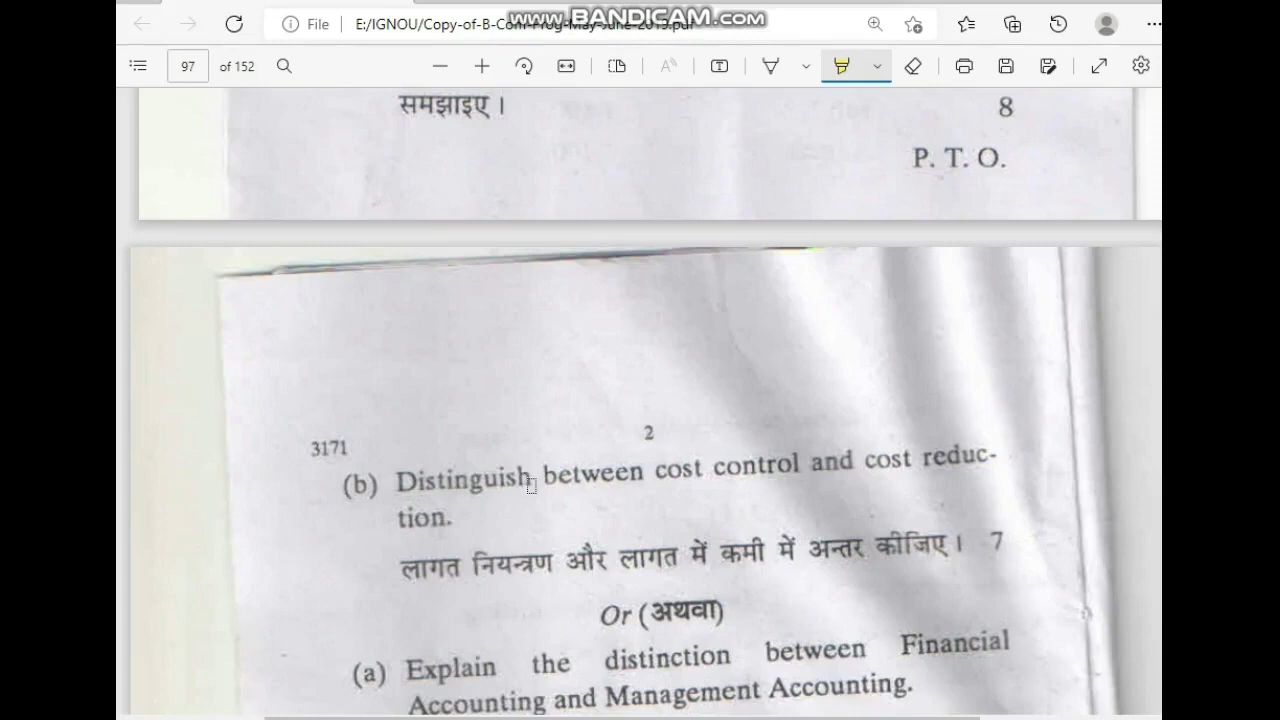 www.BANDICAM.com
File E:/IGNOU/Copy-of-B-Com-Prog-May-June-2019.pdf
97 of 152
समझाइए। 8
P. T. O.
3171 2
(b) Distinguish between cost control and cost reduc-
tion.
लागत नियन्त्रण और लागत में कमी में अन्तर कीजिए। 7
Or (अथवा)
(a) Explain the distinction between Financial
Accounting and Management Accounting.